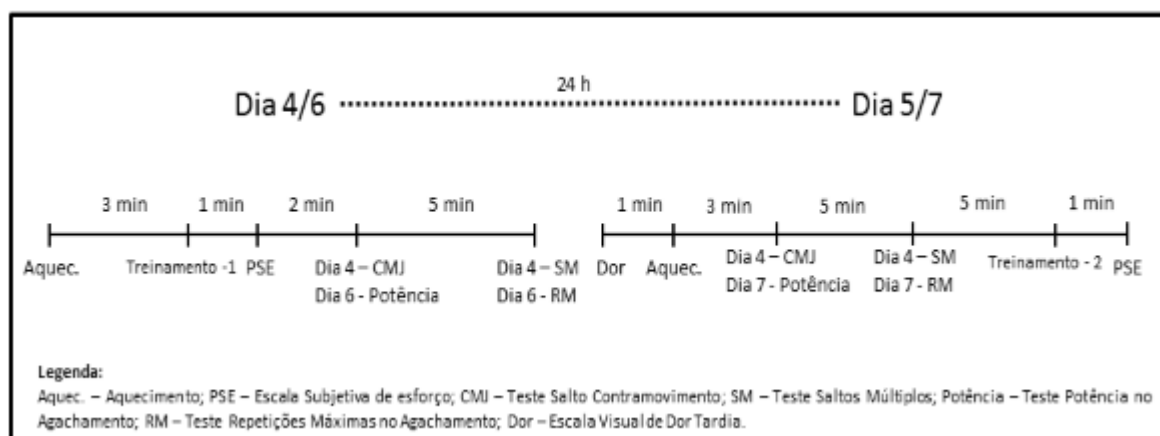 24 h
Dia 4/6 Dia 5/7
3 min 1 min 2 min 5 min 1 min 3 min 5 min 5 min 1 min
Aquec. Treinamento -1 PSE Dia 4 – CMJ Dia 4 – SM Dor Aquec. Dia 4 – CMJ Dia 4 – SM Treinamento - 2 PSE
Dia 6 - Potência Dia 6 - RM Dia 7 - Potência Dia 7 - RM
Legenda:
Aquec. – Aquecimento; PSE – Escala Subjetiva de esforço; CMJ – Teste Salto Contramovimento; SM – Teste Saltos Múltiplos; Potência – Teste Potência no
Agachamento; RM – Teste Repetições Máximas no Agachamento; Dor – Escala Visual de Dor Tardia.